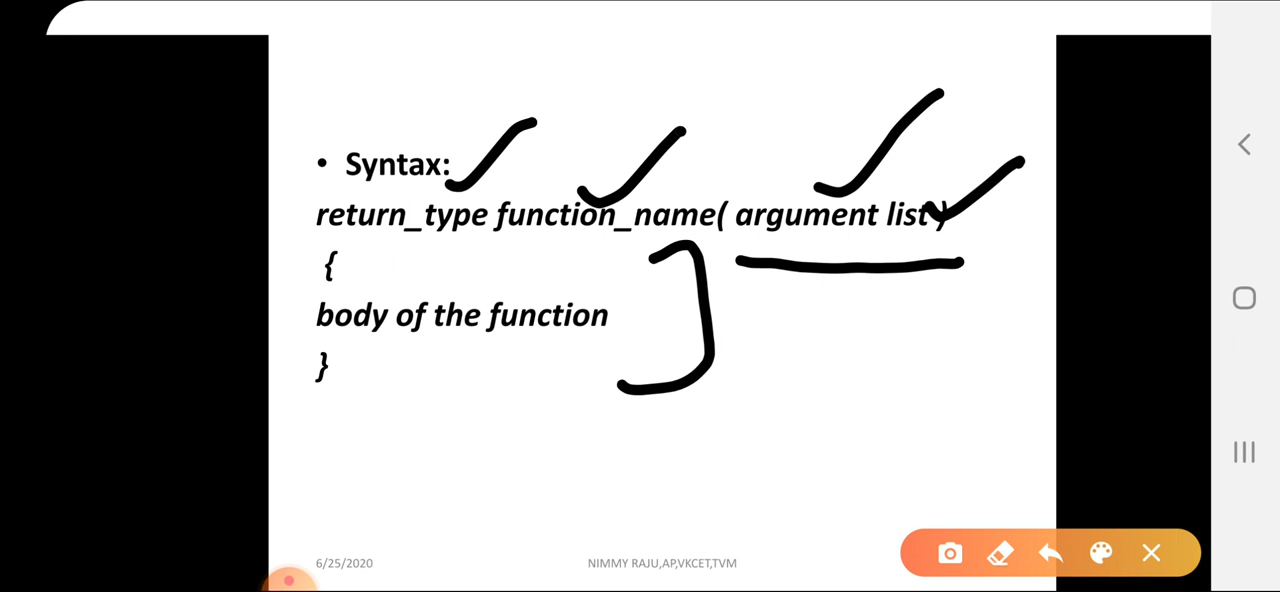 • Syntax:
return_type function_name( argument list )
{
body of the function
}
6/25/2020
NIMMY RAJU,AP,VKCET,TVM